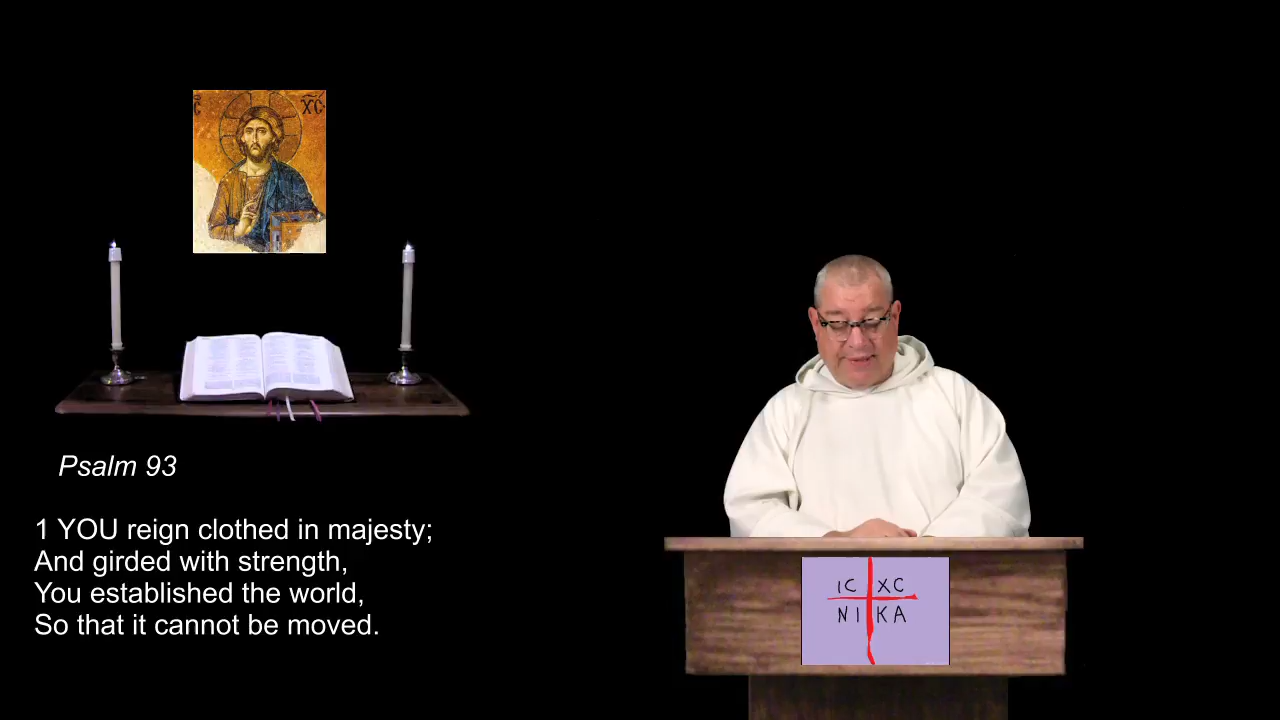 XC
Psalm 93
1 YOU reign clothed in majesty;
And girded with strength,
You established the world,
So that it cannot be moved.
IC XC
NI KA